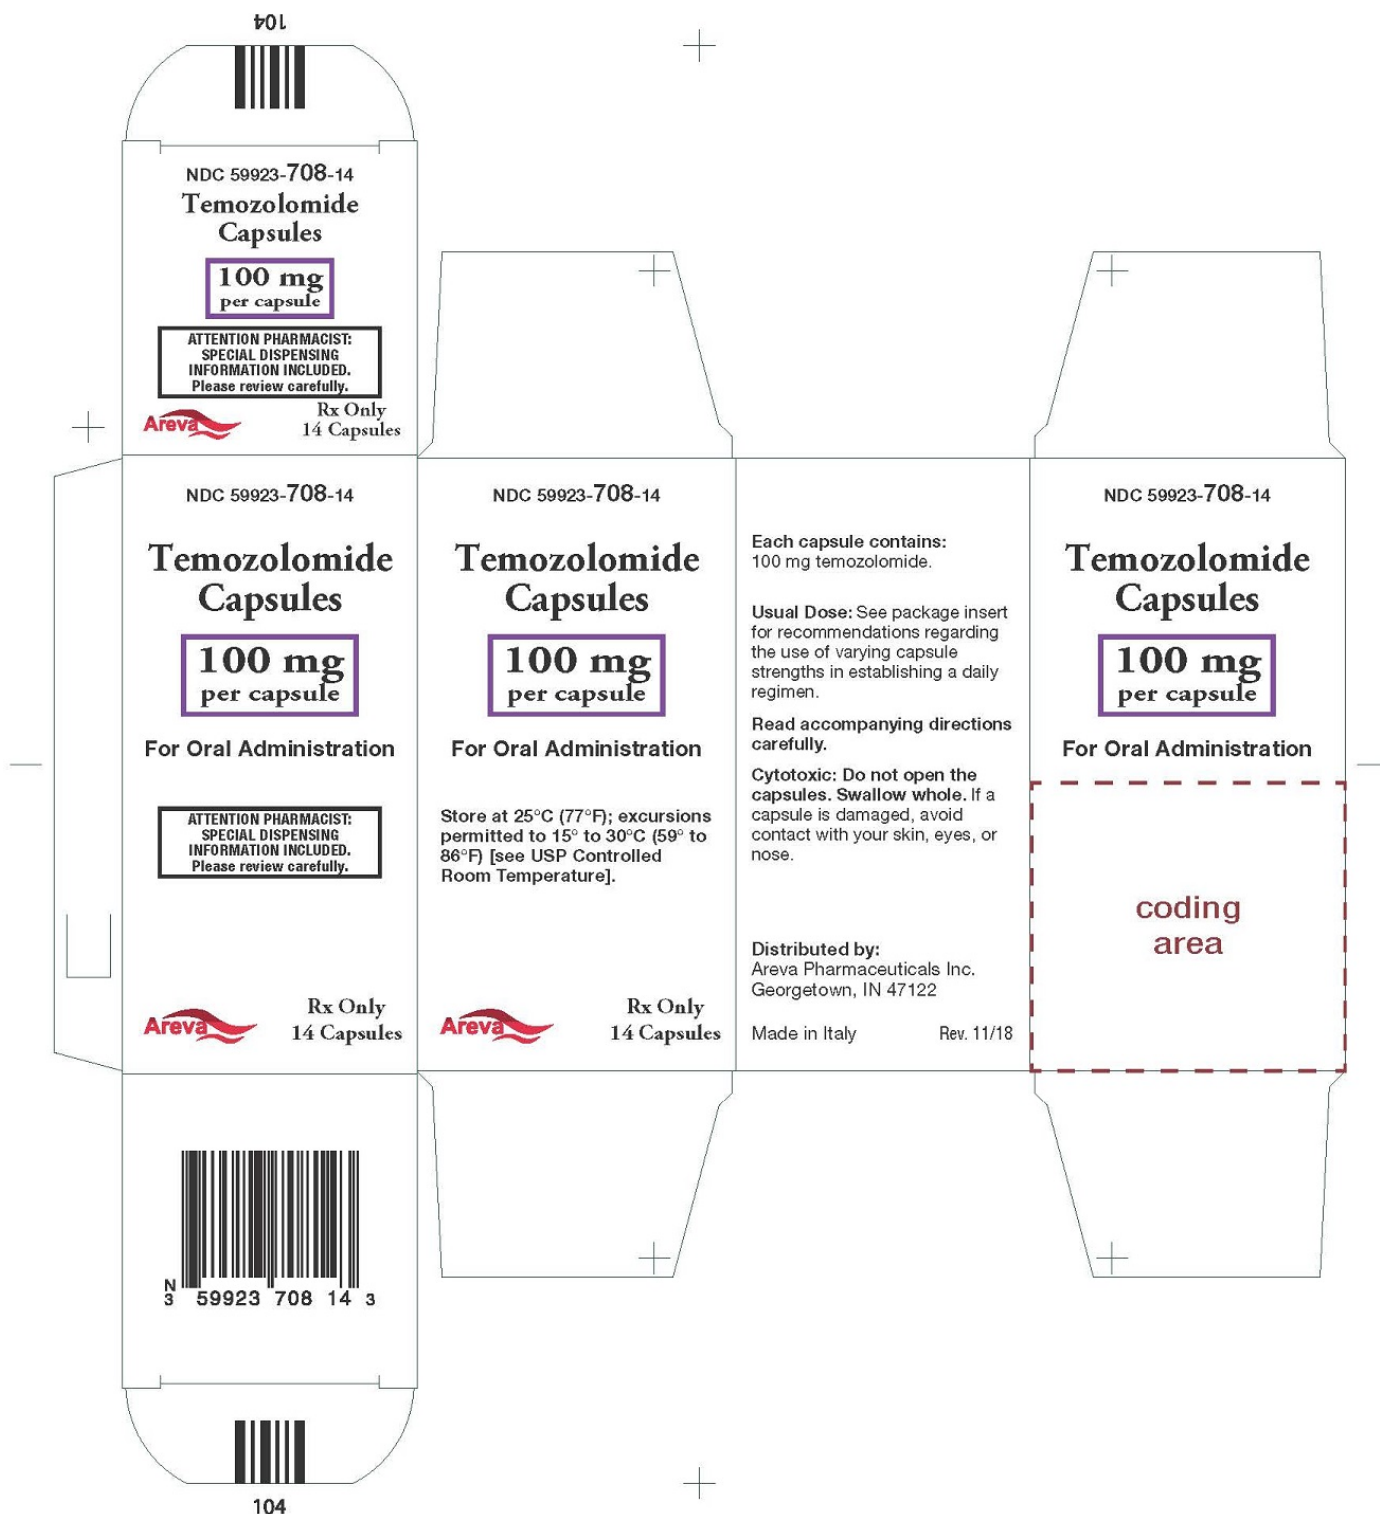 104
NDC 59923-708-14
Temozolomide
Capsules
100 mg
per capsule
ATTENTION PHARMACIST:
SPECIAL DISPENSING
INFORMATION INCLUDED.
Please review carefully.
Areva
Rx Only
14 Capsules
NDC 59923-708-14
Temozolomide
Capsules
100 mg
per capsule
For Oral Administration
ATTENTION PHARMACIST:
SPECIAL DISPENSING
INFORMATION INCLUDED.
Please review carefully.
Areva
Rx Only
14 Capsules
NDC 59923-708-14
Temozolomide
Capsules
100 mg
per capsule
For Oral Administration
Store at 25°C (77°F); excursions
permitted to 15° to 30°C (59° to
86°F) [see USP Controlled
Room Temperature].
Areva
Rx Only
14 Capsules
Each capsule contains:
100 mg temozolomide.
Usual Dose: See package insert
for recommendations regarding
the use of varying capsule
strengths in establishing a daily
regimen.
Read accompanying directions
carefully.
Cytotoxic: Do not open the
capsules. Swallow whole. If a
capsule is damaged, avoid
contact with your skin, eyes, or
nose.
Distributed by:
Areva Pharmaceuticals Inc.
Georgetown, IN 47122
Made in Italy Rev. 11/18
NDC 59923-708-14
Temozolomide
Capsules
100 mg
per capsule
For Oral Administration
coding
area
N
3 59923 708 14 3
104